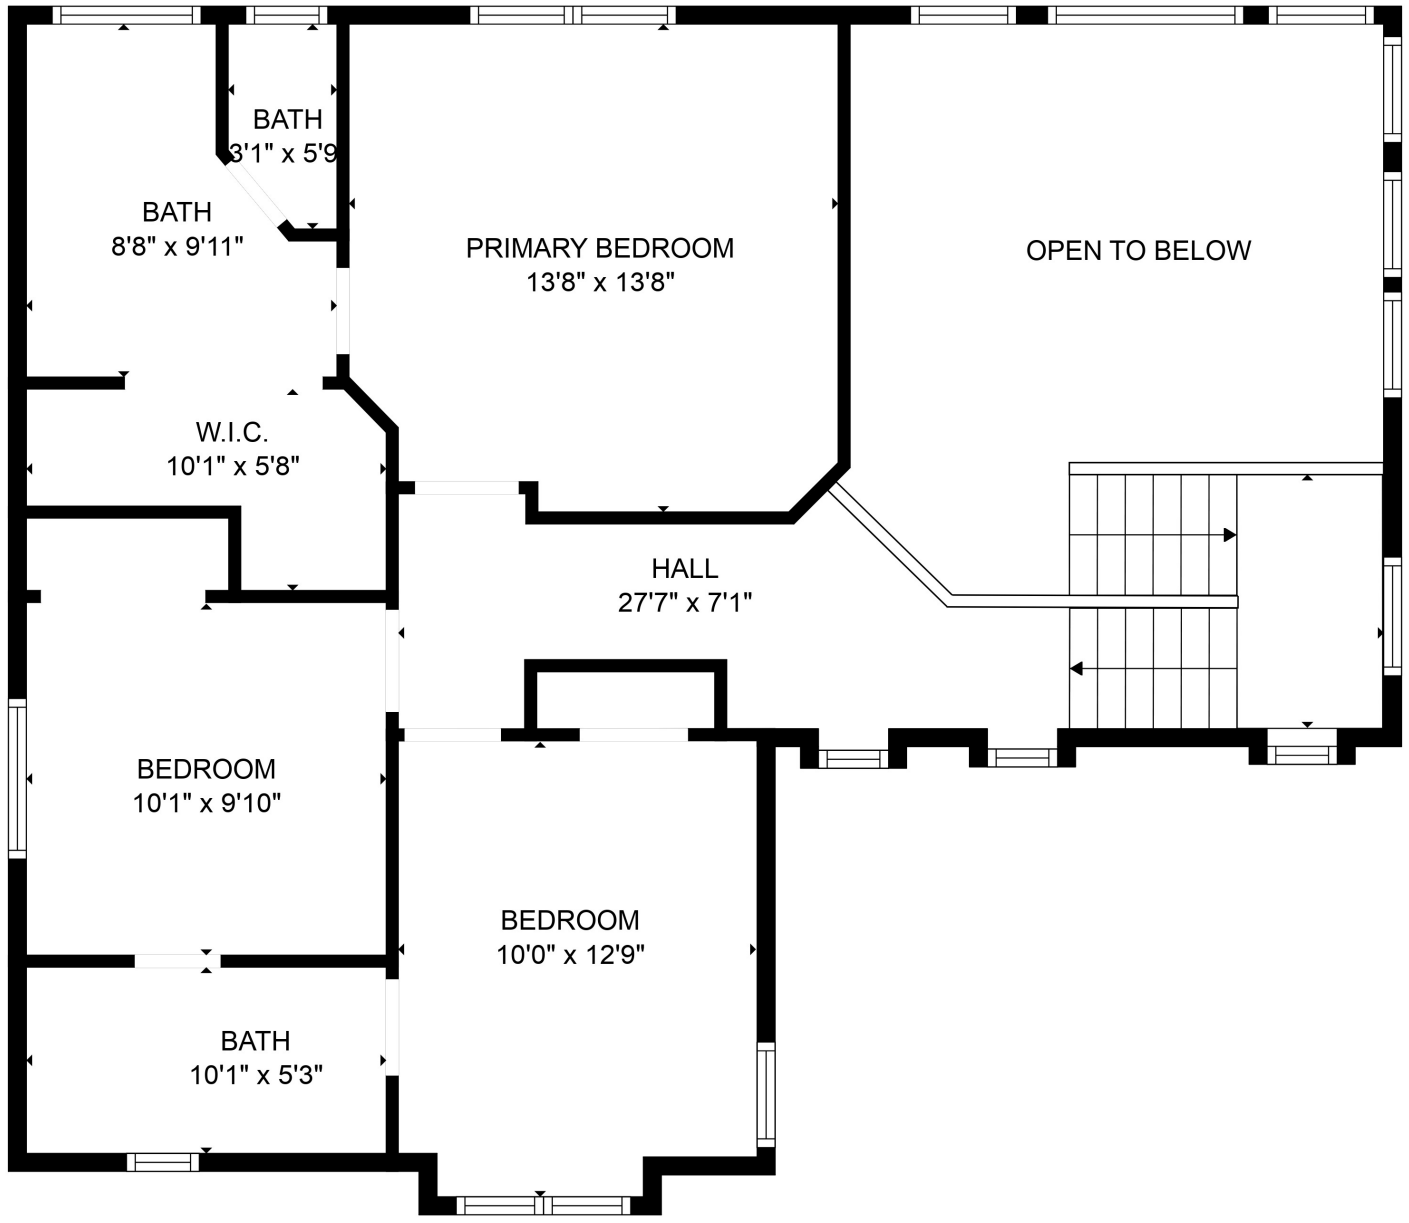 BATH
3'1" x 5'9
BATH
8'8" x 9'11"
PRIMARY BEDROOM
13'8" x 13'8"
OPEN TO BELOW
W.I.C.
10'1" x 5'8"
HALL
27'7" x 7'1"
BEDROOM
10'1" x 9'10"
BEDROOM
10'0" x 12'9"
BATH
10'1" x 5'3"